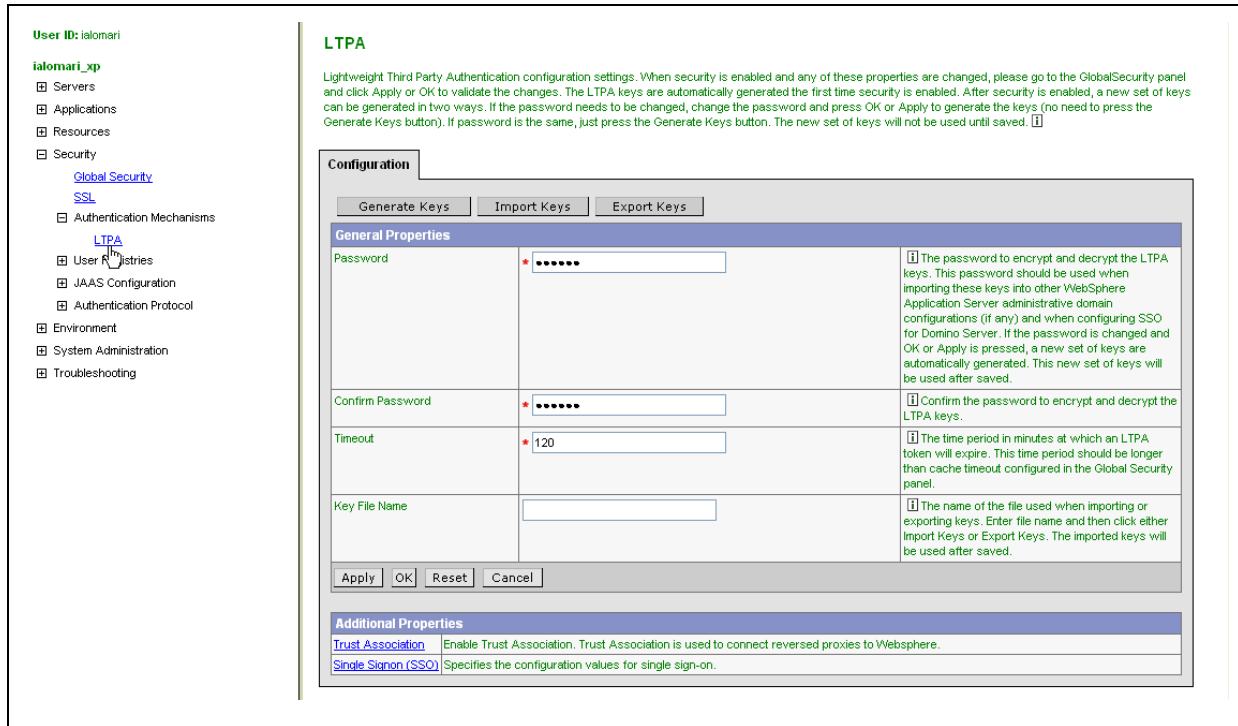 User ID: ialomari
ialomari_xp
Servers
Applications
Resources
Security
Global Security
SSL
Authentication Mechanisms
LTPA
User R istries
JAAS Configuration
Authentication Protocol
Environment
System Administration
Troubleshooting
LTPA
Lightweight Third Party Authentication configuration settings. When security is enabled and any of these properties are changed, please go to the GlobalSecurity panel
and click Apply or OK to validate the changes. The LTPA keys are automatically generated the first time security is enabled. After security is enabled, a new set of keys
can be generated in two ways. If the password needs to be changed, change the password and press OK or Apply to generate the keys (no need to press the
Generate Keys button). If password is the same, just press the Generate Keys button. The new set of keys will not be used until saved. i
Configuration
Generate Keys Import Keys Export Keys
General Properties
Password
* ••••••
i The password to encrypt and decrypt the LTPA
keys. This password should be used when
importing these keys into other WebSphere
Application Server administrative domain
configurations (if any) and when configuring SSO
for Domino Server. If the password is changed and
OK or Apply is pressed, a new set of keys are
automatically generated. This new set of keys will
be used after saved.
Confirm Password
* ••••••
i Confirm the password to encrypt and decrypt the
LTPA keys.
Timeout
* 120
i The time period in minutes at which an LTPA
token will expire. This time period should be longer
than cache timeout configured in the Global Security
panel.
Key File Name
i The name of the file used when importing or
exporting keys. Enter file name and then click either
Import Keys or Export Keys. The imported keys will
be used after saved.
Apply OK Reset Cancel
Additional Properties
Trust Association Enable Trust Association. Trust Association is used to connect reversed proxies to Websphere.
Single Signon (SSO) Specifies the configuration values for single sign-on.